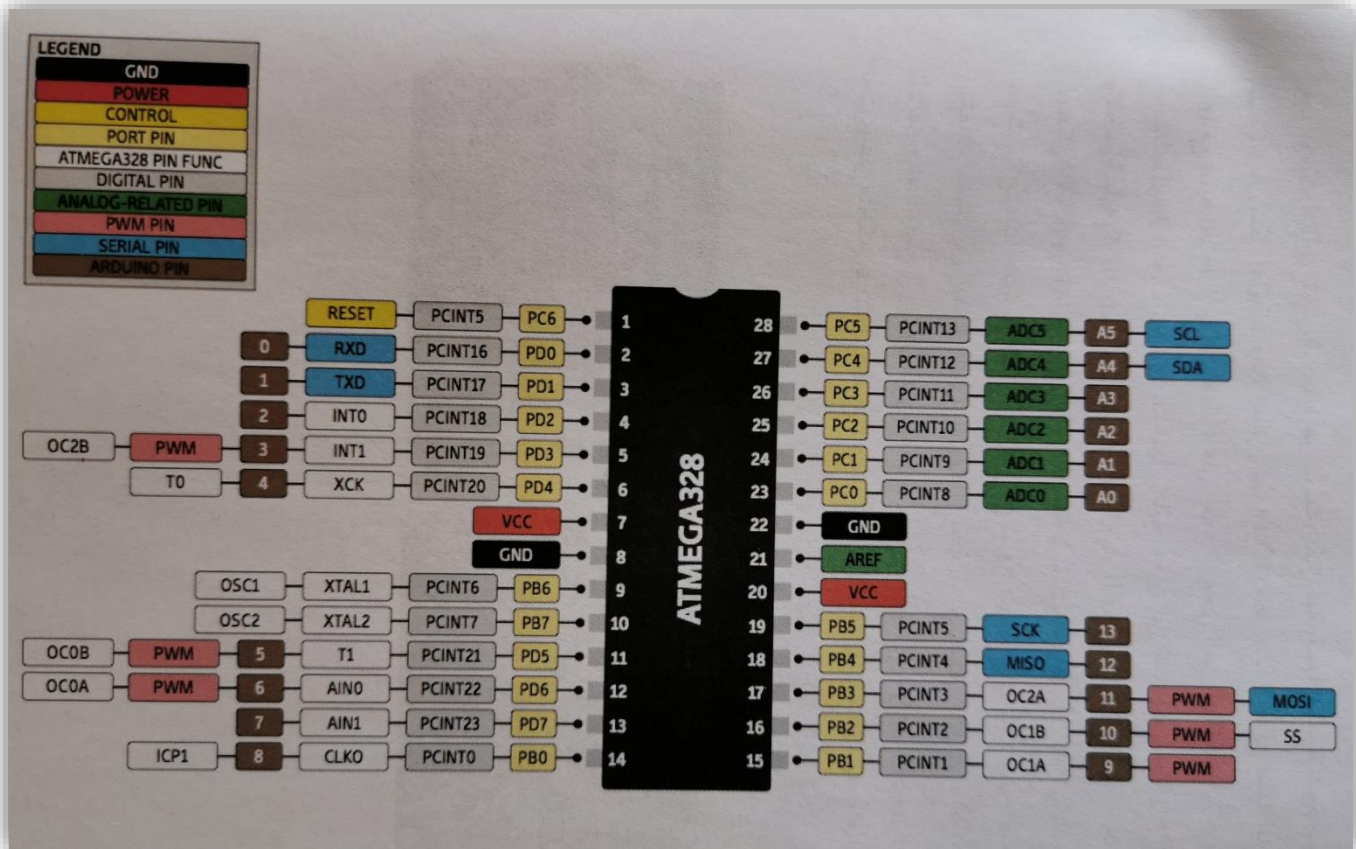 LEGEND
GND
POWER
CONTROL
PORT PIN
ATMEGA328 PIN FUNC
DIGITAL PIN
ANALOG-RELATED PIN
PWM PIN
SERIAL PIN
ARDUINO PIN
RESET PCINT5 PC6 1
0 RXD PCINT16 PD0 2
1 TXD PCINT17 PD1 3
2 INT0 PCINT18 PD2 4
OC2B PWM 3 INT1 PCINT19 PD3 5
T0 4 XCK PCINT20 PD4 6
VCC 7
GND 8
OSC1 XTAL1 PCINT6 PB6 9
OSC2 XTAL2 PCINT7 PB7 10
OC0B PWM 5 T1 PCINT21 PD5 11
OC0A PWM 6 AIN0 PCINT22 PD6 12
7 AIN1 PCINT23 PD7 13
ICP1 8 CLKO PCINT0 PB0 14
ATMEGA328
28 PC5 PCINT13 ADC5 A5 SCL
27 PC4 PCINT12 ADC4 A4 SDA
26 PC3 PCINT11 ADC3 A3
25 PC2 PCINT10 ADC2 A2
24 PC1 PCINT9 ADC1 A1
23 PC0 PCINT8 ADC0 A0
22 GND
21 AREF
20 VCC
19 PB5 PCINT5 SCK 13
18 PB4 PCINT4 MISO 12
17 PB3 PCINT3 OC2A 11 PWM MOSI
16 PB2 PCINT2 OC1B 10 PWM SS
15 PB1 PCINT1 OC1A 9 PWM